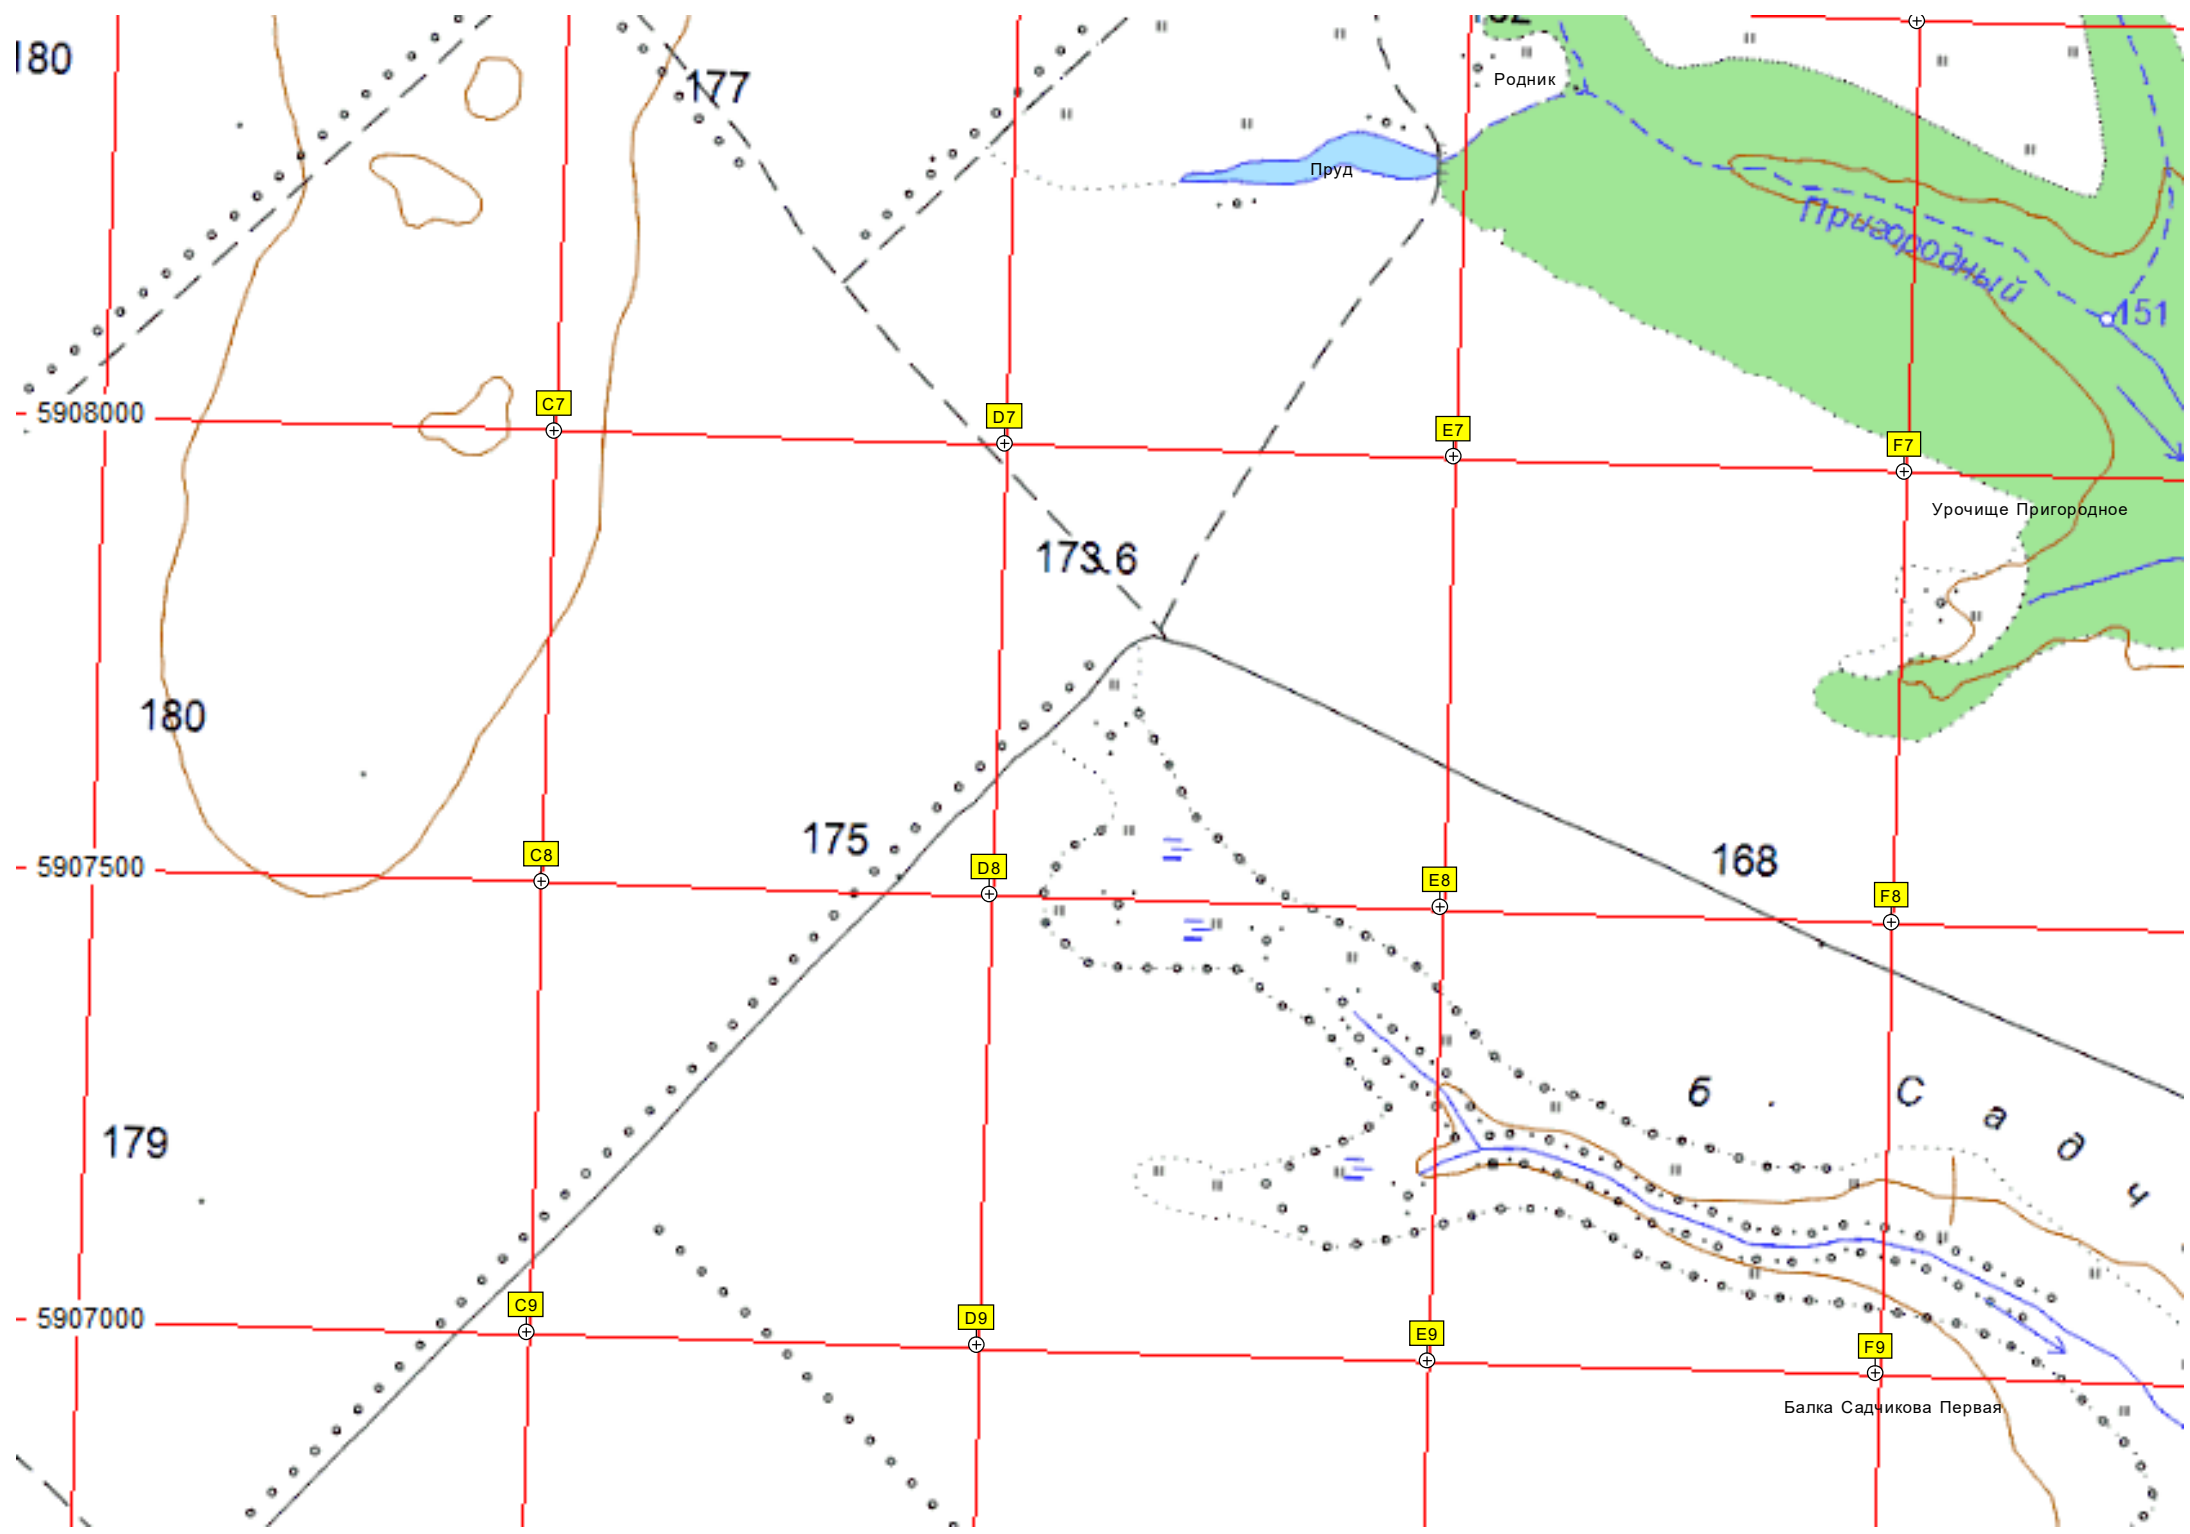 180
177
Родник
Пруд
Пригородный
151
5908000
C7
D7
E7
F7
Урочище Пригородное
173.6
180
175
168
5907500
C8
D8
E8
F8
б. Садч
179
5907000
C9
D9
E9
F9
Балка Садчикова Первая